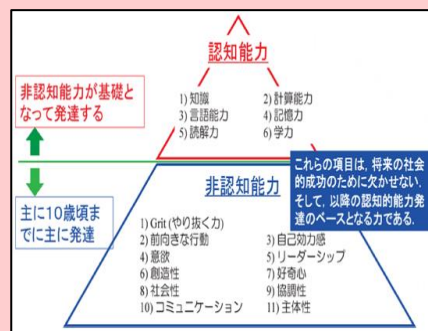 認知能力
1) 知識 2) 計算能力
3) 言語能力 4) 記憶力
5) 読解力 6) 学力
非認知能力が基礎と
なって発達する
主に10歳頃ま
でに主に発達
これらの項目は、将来の社会
的成功のために欠かせない.
そして, 以降の認知的能力発
達のベースとなる力である.
非認知能力
1) Grit (やり抜く力)
2) 前向きな行動 3) 自己効力感
4) 意欲 5) リーダーシップ
6) 創造性 7) 好奇心
8) 社会性 9) 協調性
10) コミュニケーション 11) 主体性